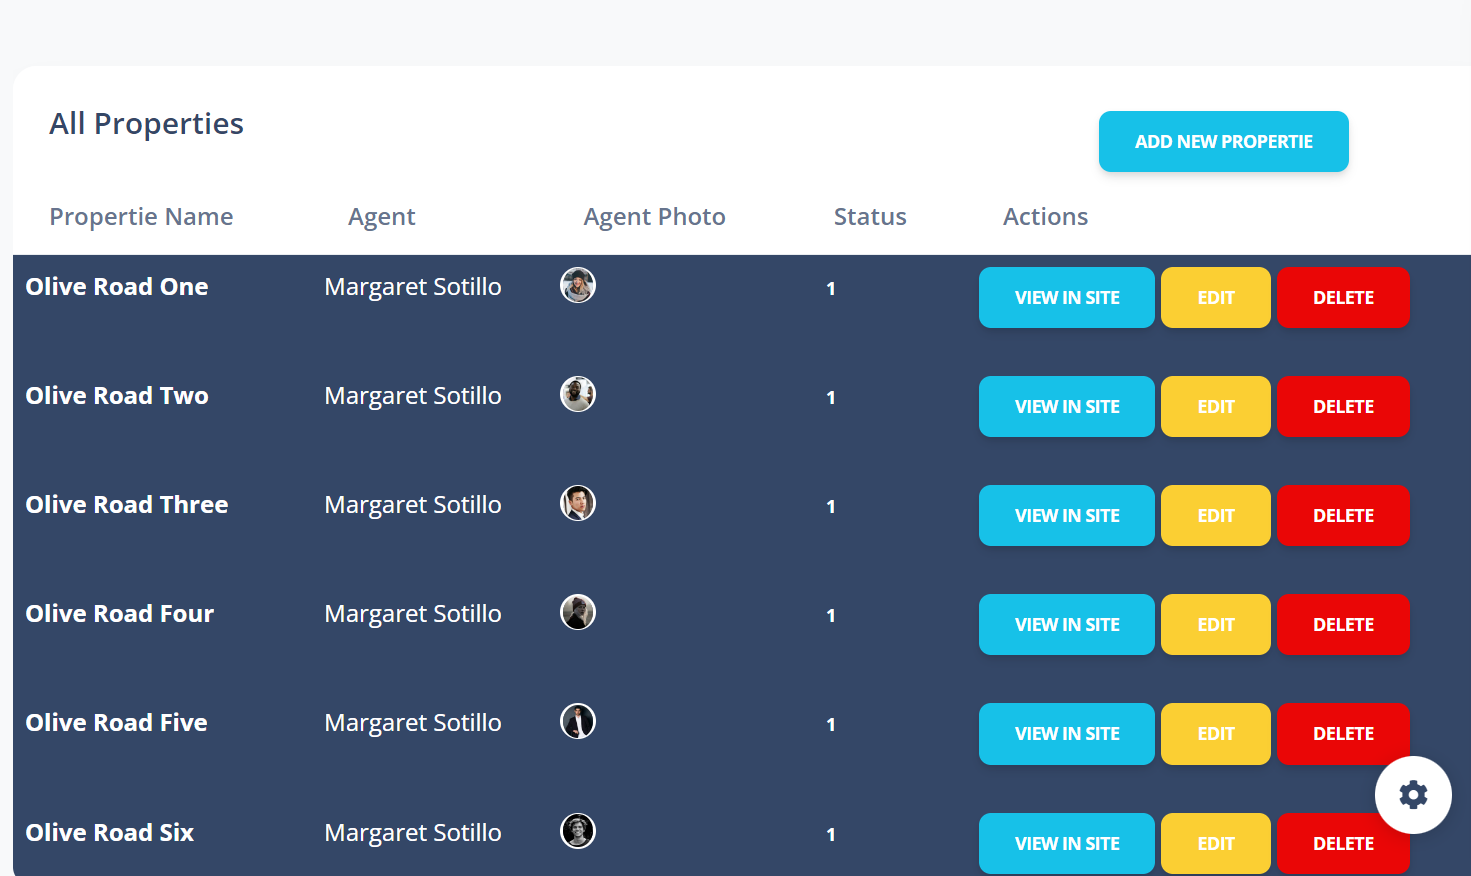 All Properties
ADD NEW PROPERTIE
Propertie Name Agent Agent Photo Status Actions
Olive Road One Margaret Sotillo 1 VIEW IN SITE EDIT DELETE
Olive Road Two Margaret Sotillo 1 VIEW IN SITE EDIT DELETE
Olive Road Three Margaret Sotillo 1 VIEW IN SITE EDIT DELETE
Olive Road Four Margaret Sotillo 1 VIEW IN SITE EDIT DELETE
Olive Road Five Margaret Sotillo 1 VIEW IN SITE EDIT DELETE
Olive Road Six Margaret Sotillo 1 VIEW IN SITE EDIT DELETE